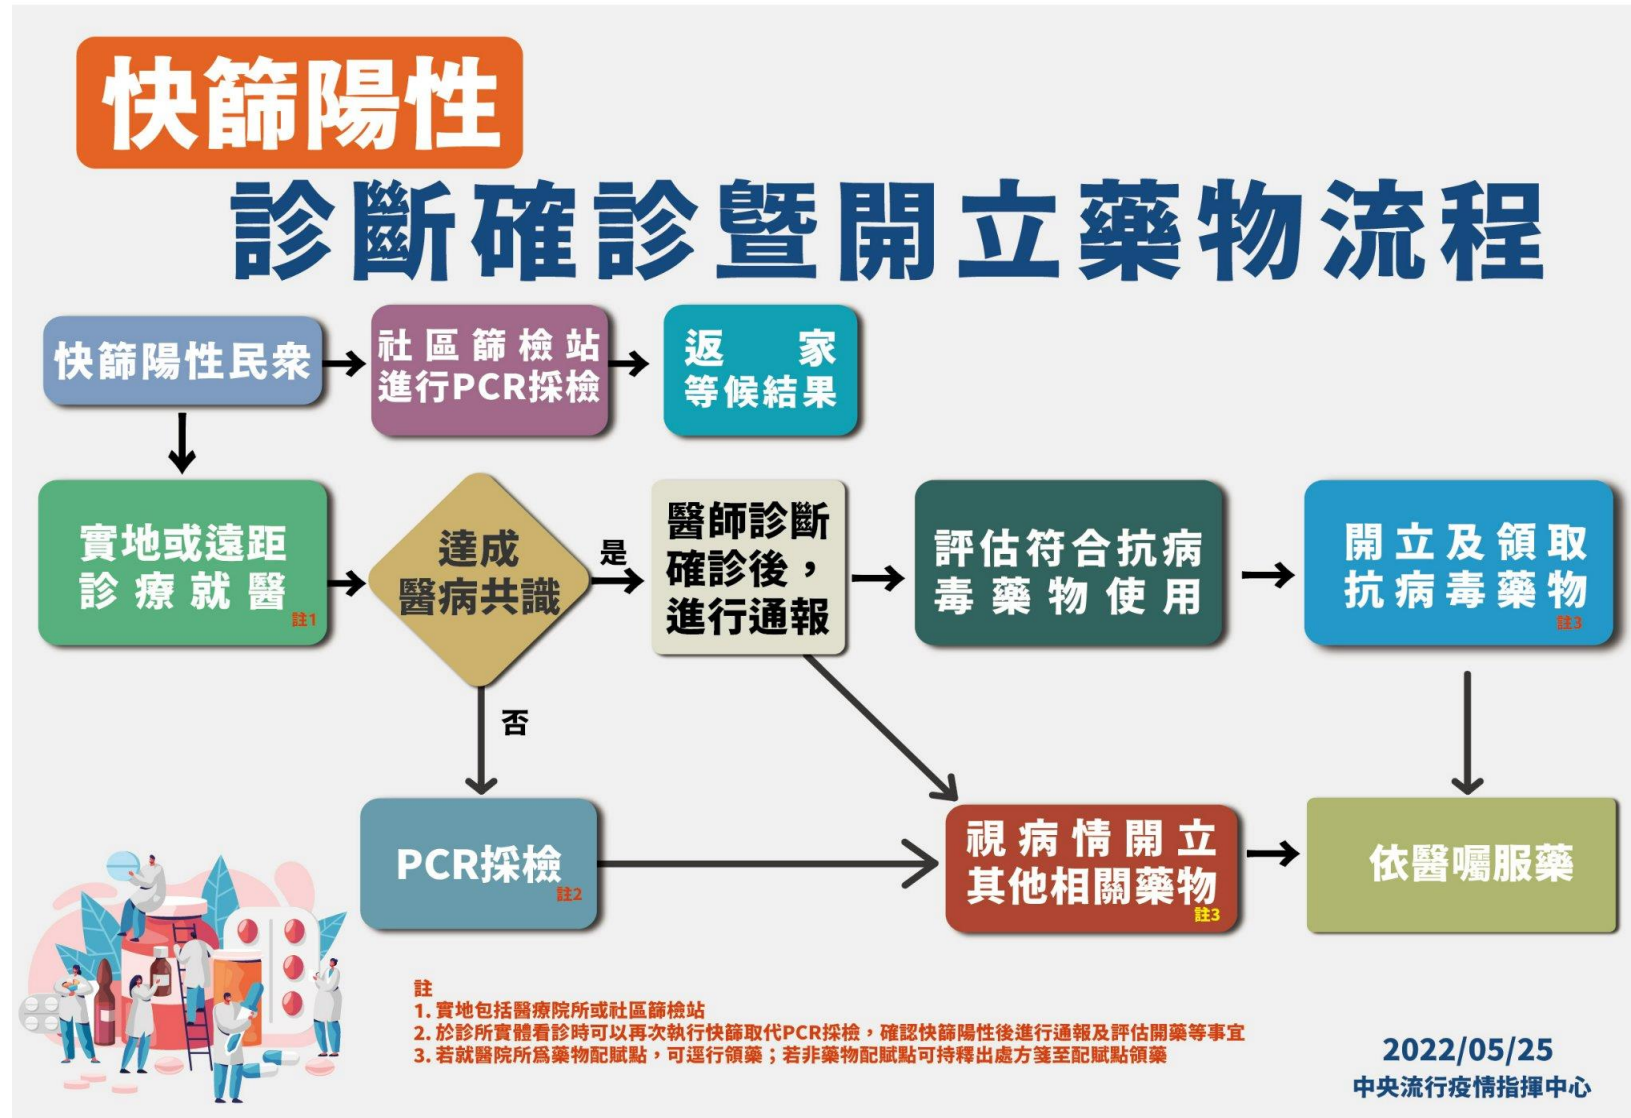 快篩陽性
診斷確診暨開立藥物流程
快篩陽性民眾
社區篩檢站
進行PCR採檢
返家
等候結果
實地或遠距
診療就醫
註1
達成
醫病共識
是
否
醫師診斷
確診後，
進行通報
評估符合抗病
毒藥物使用
開立及領取
抗病毒藥物
註3
PCR採檢
註2
視病情開立
其他相關藥物
註3
依醫囑服藥
註
1. 實地包括醫療院所或社區篩檢站
2. 於診所實體看診時可以再次執行快篩取代PCR採檢，確認快篩陽性後進行通報及評估開藥等事宜
3. 若就醫院所為藥物配賦點，可逕行領藥；若非藥物配賦點可持釋出處方箋至配賦點領藥
2022/05/25
中央流行疫情指揮中心